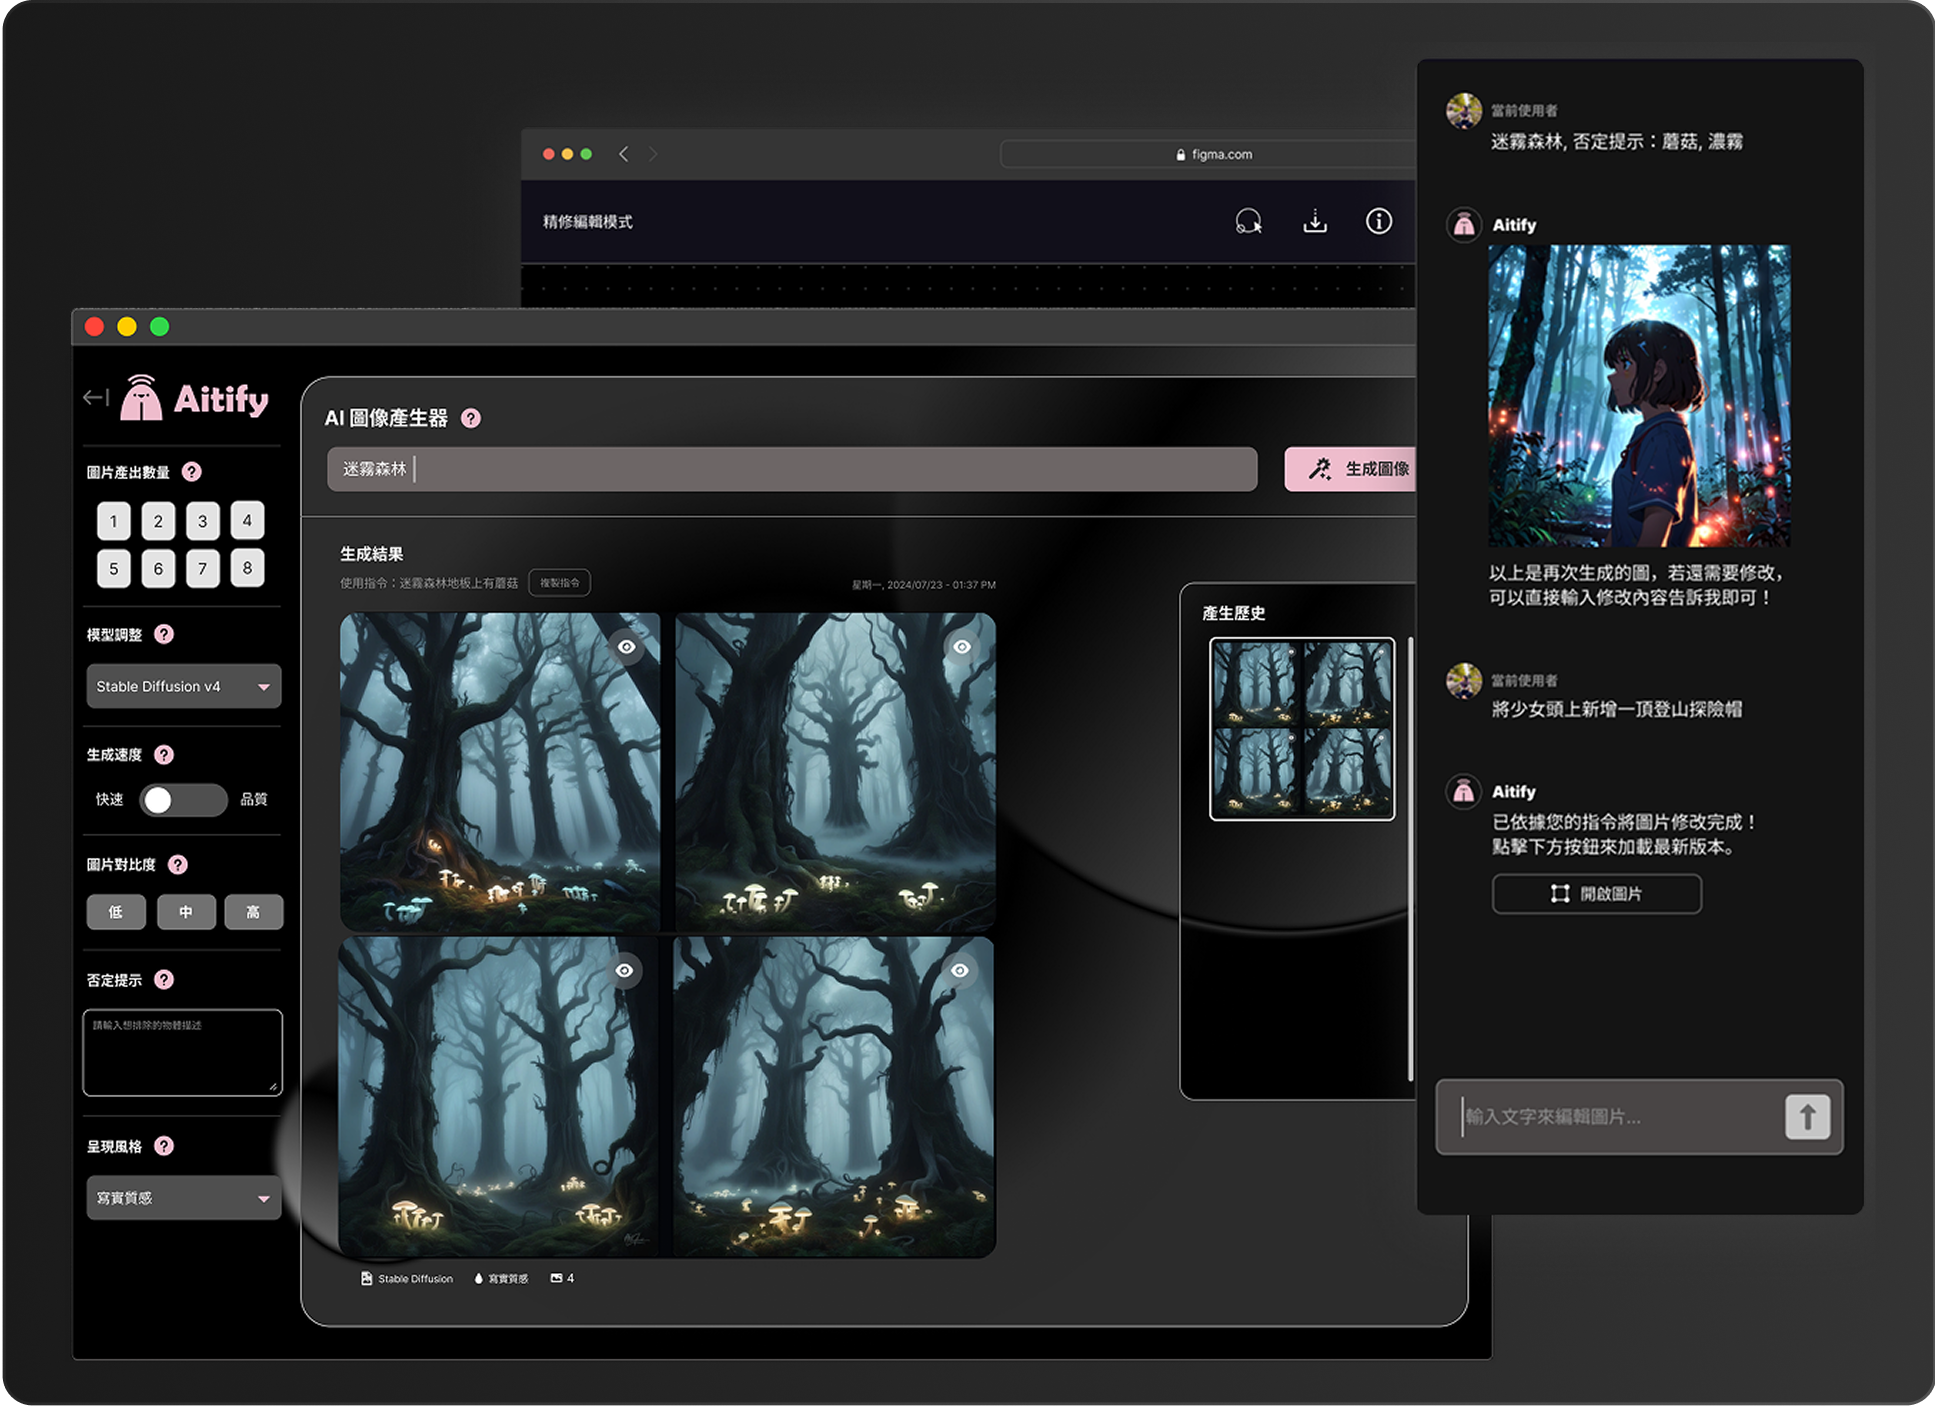 figma.com
精修編輯模式
Aitify
圖片產出數量 ?
1 2 3 4
5 6 7 8
模型調整 ?
Stable Diffusion v4
生成速度 ?
快速 品質
圖片對比度 ?
低 中 高
否定提示 ?
請輸入想排除的物體描述
呈現風格 ?
寫實質感
AI 圖像產生器 ?
迷霧森林
生成圖像
生成結果
使用指令：迷霧森林地板上有蘑菇 複製指令
星期一, 2024/07/23 - 01:37 PM
Stable Diffusion 寫實質感 4
產生歷史
當前使用者
迷霧森林, 否定提示：蘑菇, 濃霧
Aitify
以上是再次生成的圖，若還需要修改，
可以直接輸入修改內容告訴我即可！
當前使用者
將少女頭上新增一頂登山探險帽
Aitify
已依據您的指令將圖片修改完成！
點擊下方按鈕來加載最新版本。
開啟圖片
輸入文字來編輯圖片...